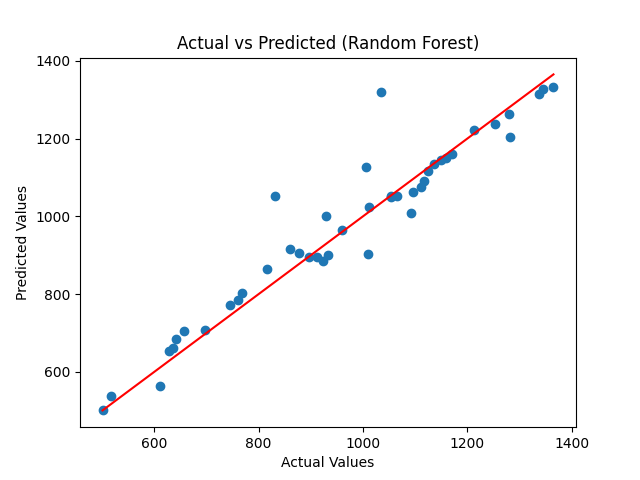 Actual vs Predicted (Random Forest)
1400
1200
1000
800
600
Predicted Values
600 800 1000 1200 1400
Actual Values